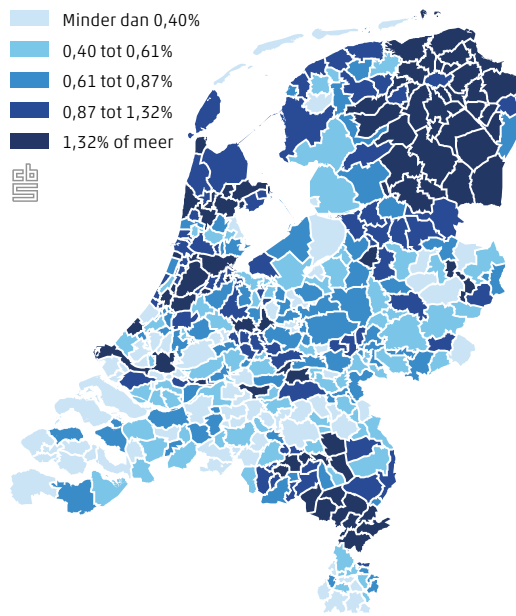 Minder dan 0,40%
0,40 tot 0,61%
0,61 tot 0,87%
0,87 tot 1,32%
1,32% of meer
cbs